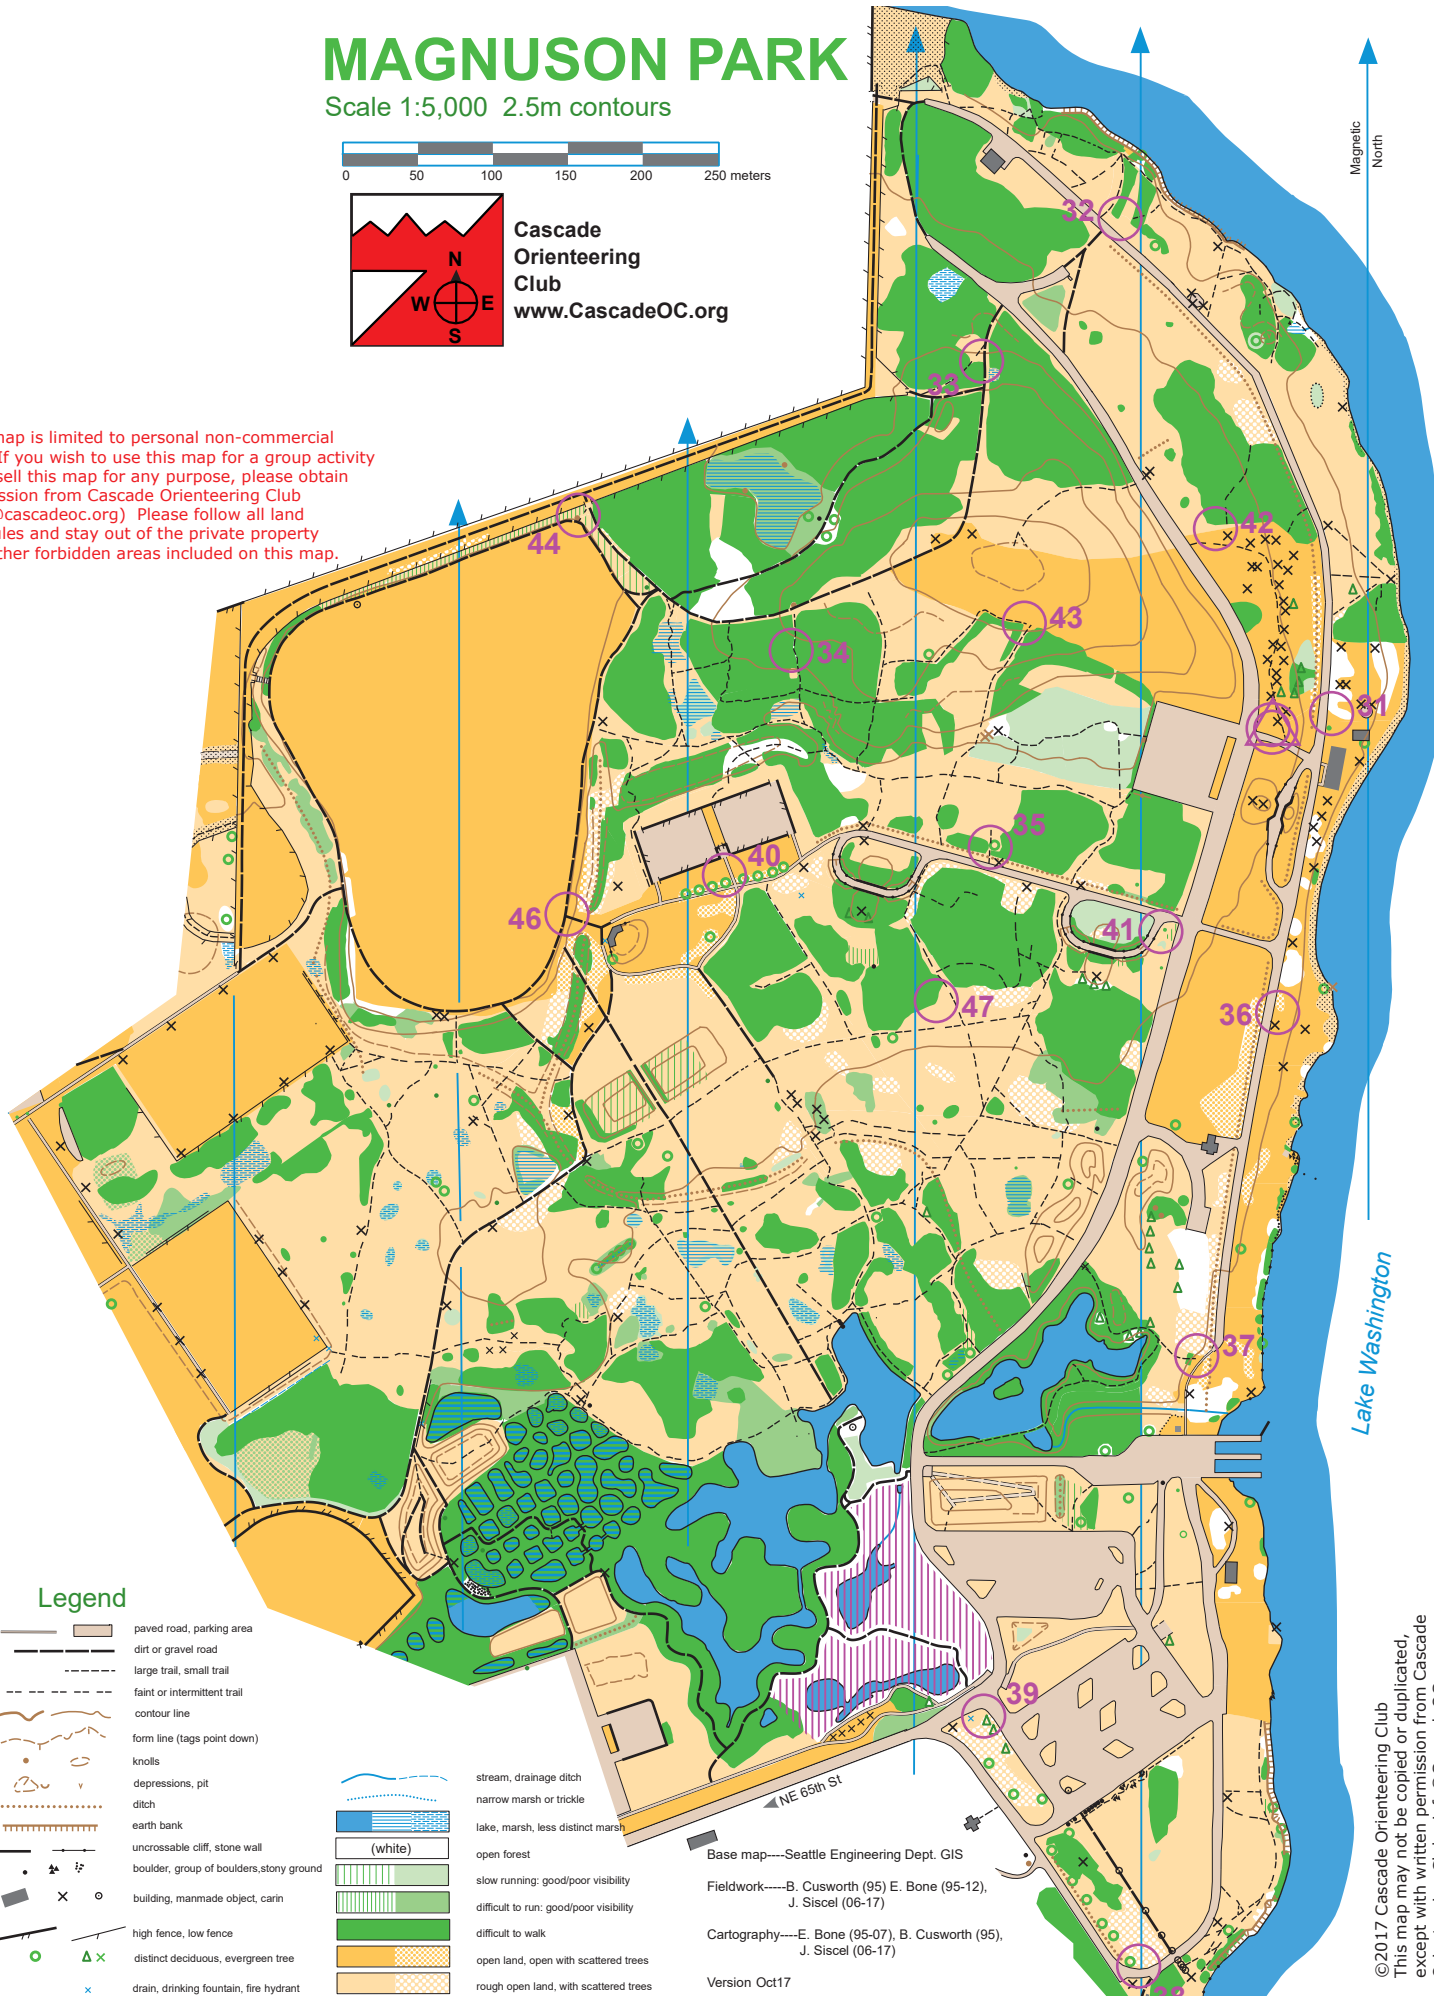 MAGNUSON PARK
Scale 1:5,000 2.5m contours
0 50 100 150 200 250 meters
Cascade
Orienteering
Club
www.CascadeOC.org
N
W E
S
Magnetic
North
map is limited to personal non-commercial
If you wish to use this map for a group activity
sell this map for any purpose, please obtain
ssion from Cascade Orienteering Club
@cascadeoc.org) Please follow all land
ules and stay out of the private property
ther forbidden areas included on this map.
32
33
44
42
43
34
31
35
40
46
41
47
36
37
39
38
Lake Washington
NE 65th St
Legend
paved road, parking area
dirt or gravel road
large trail, small trail
faint or intermittent trail
contour line
form line (tags point down)
knolls
depressions, pit
ditch
earth bank
uncrossable cliff, stone wall
boulder, group of boulders,stony ground
building, manmade object, carin
high fence, low fence
distinct deciduous, evergreen tree
drain, drinking fountain, fire hydrant
stream, drainage ditch
narrow marsh or trickle
lake, marsh, less distinct marsh
(white)
open forest
slow running: good/poor visibility
difficult to run: good/poor visibility
difficult to walk
open land, open with scattered trees
rough open land, with scattered trees
Base map----Seattle Engineering Dept. GIS
Fieldwork-----B. Cusworth (95) E. Bone (95-12),
J. Siscel (06-17)
Cartography----E. Bone (95-07), B. Cusworth (95),
J. Siscel (06-17)
Version Oct17
©2017 Cascade Orienteering Club
This map may not be copied or duplicated,
except with written permission from Cascade